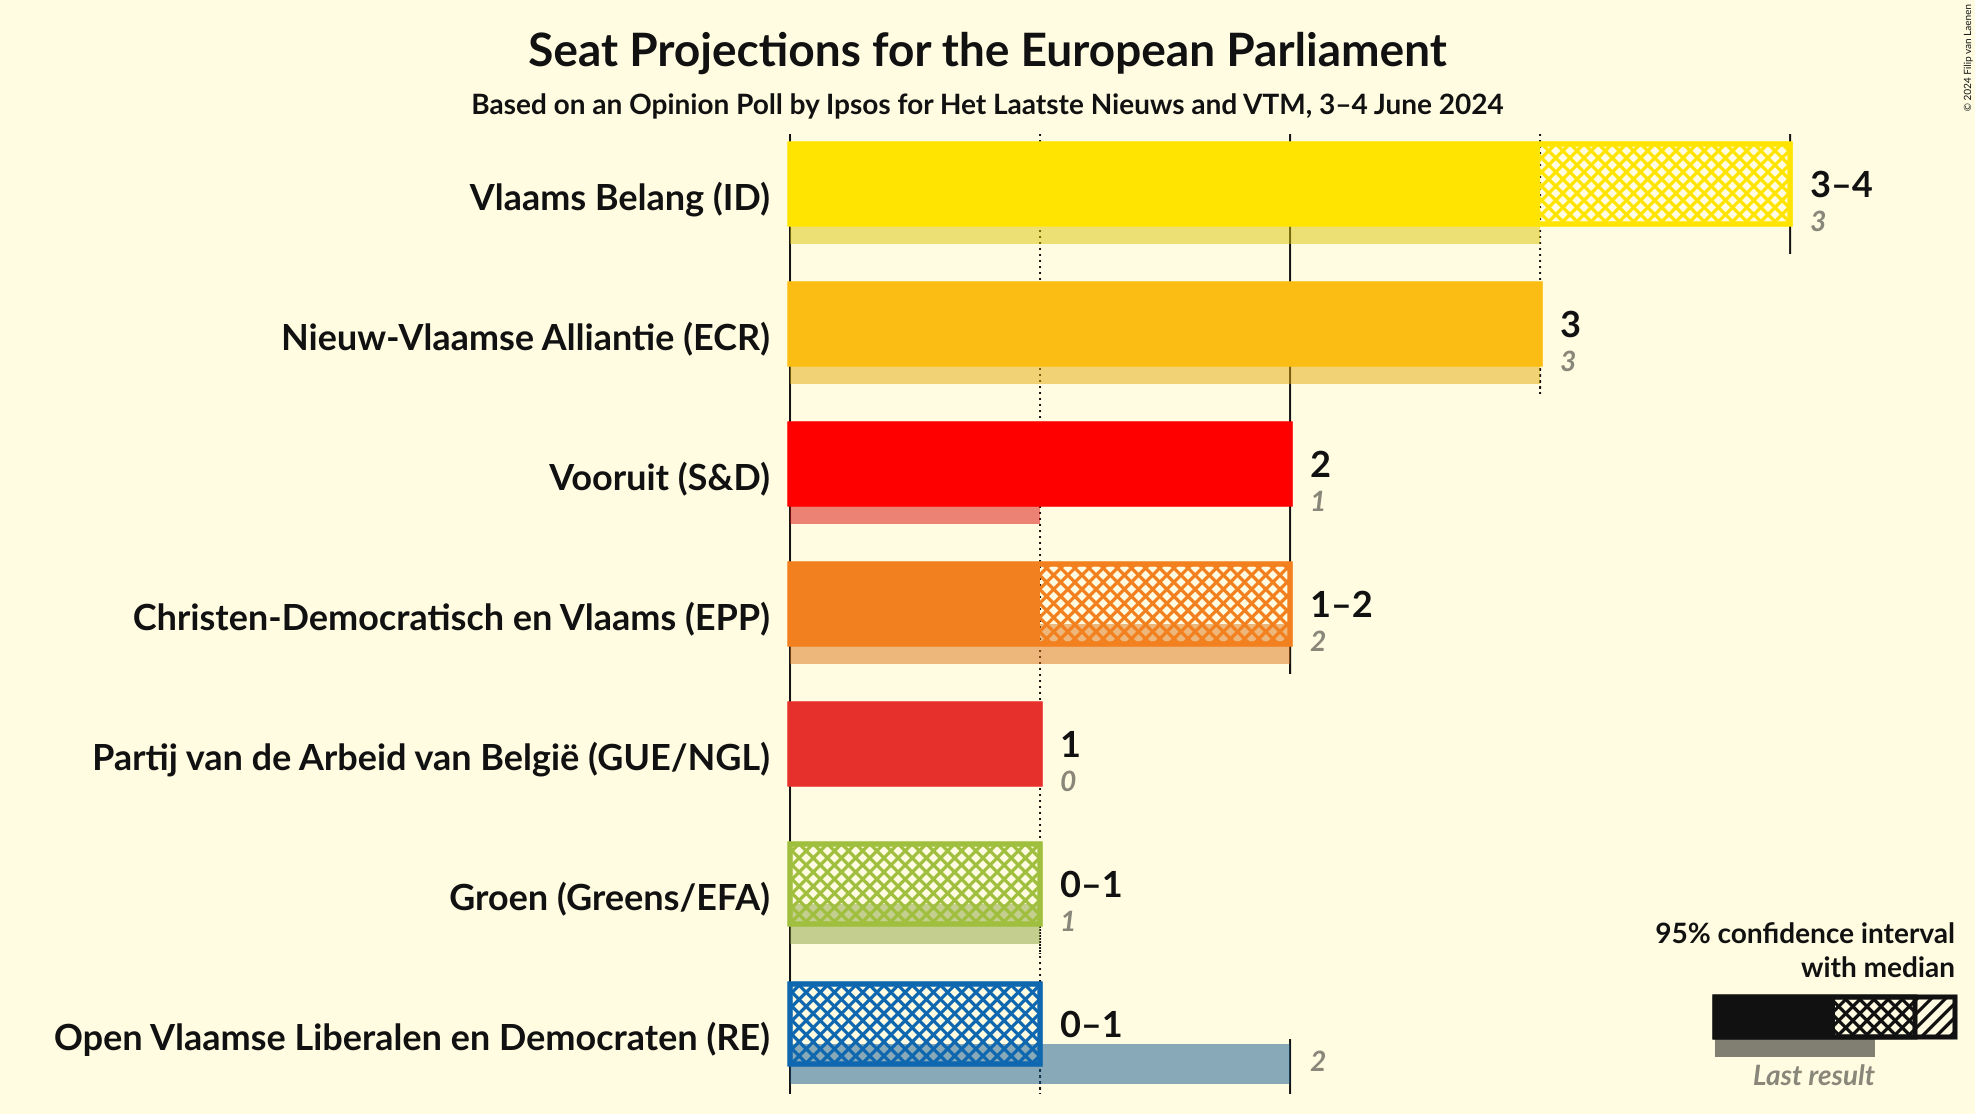 Seat Projections for the European Parliament
Based on an Opinion Poll by Ipsos for Het Laatste Nieuws and VTM, 3–4 June 2024
© 2024 Filip van Laenen
Vlaams Belang (ID)
3–4
3
Nieuw-Vlaamse Alliantie (ECR)
3
3
Vooruit (S&D)
2
1
Christen-Democratisch en Vlaams (EPP)
1–2
2
Partij van de Arbeid van België (GUE/NGL)
1
0
Groen (Greens/EFA)
0–1
1
Open Vlaamse Liberalen en Democraten (RE)
0–1
2
95% confidence interval
with median
Last result